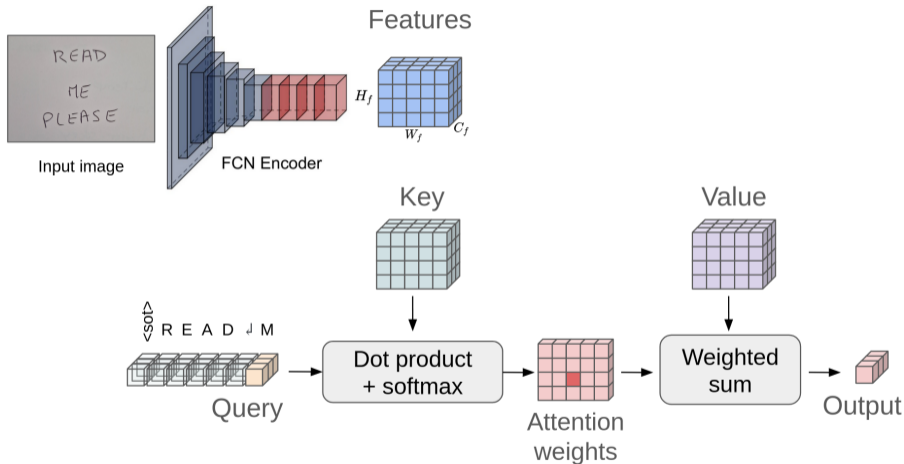 Features
READ
ME
PLEASE
H_f
W_f
C_f
Input image
FCN Encoder
Key
Value
<sot> R E A D ↲ M
Dot product
+ softmax
Weighted
sum
Query
Attention
weights
Output